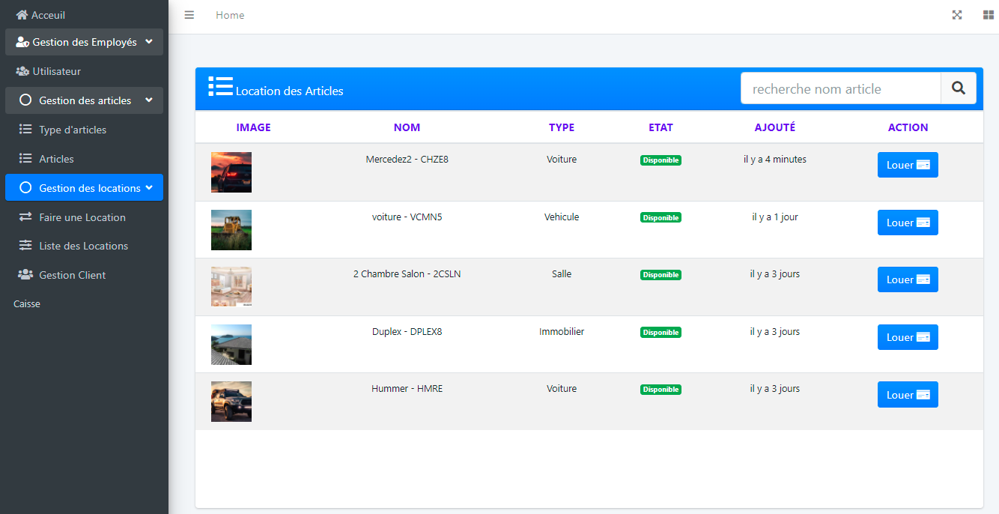 Acceuil
Gestion des Employés
Utilisateur
Gestion des articles
Type d'articles
Articles
Gestion des locations
Faire une Location
Liste des Locations
Gestion Client
Caisse
Home
Location des Articles
recherche nom article
IMAGE NOM TYPE ETAT AJOUTÉ ACTION
Mercedez2 - CHZE8 Voiture Disponible il y a 4 minutes Louer
voiture - VCMN5 Vehicule Disponible il y a 1 jour Louer
2 Chambre Salon - 2CSLN Salle Disponible il y a 3 jours Louer
Duplex - DPLEX8 Immobilier Disponible il y a 3 jours Louer
Hummer - HMRE Voiture Disponible il y a 3 jours Louer